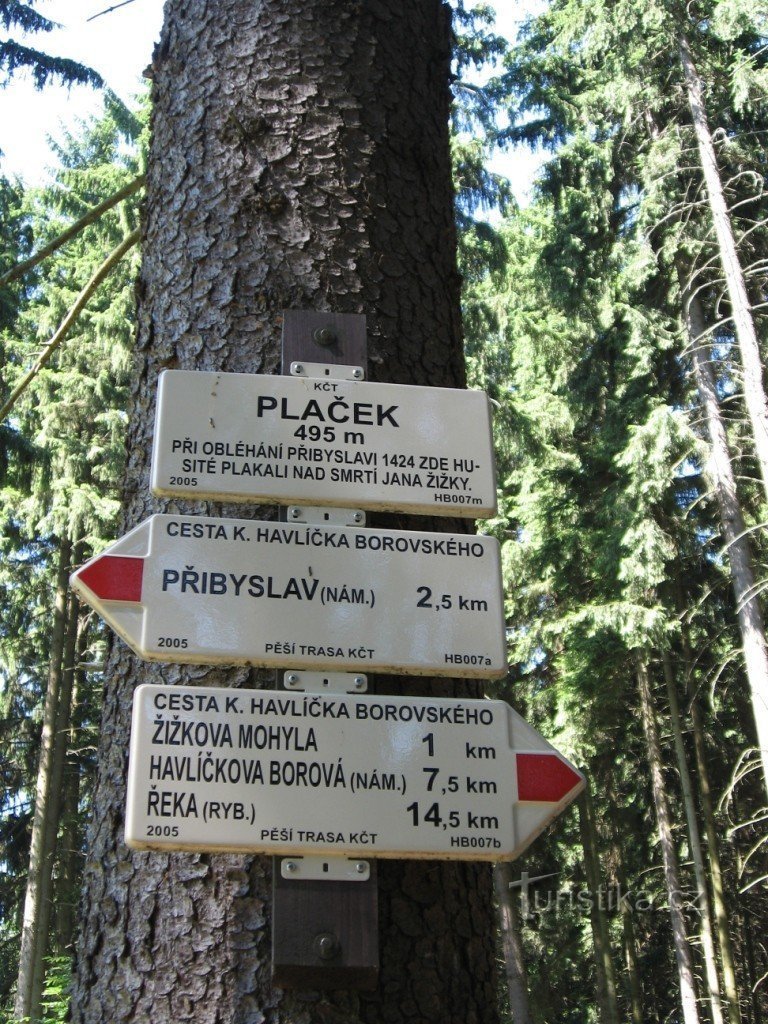 KČT
PLAČEK
495 m
PŘI OBLÉHÁNÍ PŘIBYSLAVI 1424 ZDE HU-
SITÉ PLAKALI NAD SMRTÍ JANA ŽIŽKY.
2005 HB007m
CESTA K. HAVLÍČKA BOROVSKÉHO
PŘIBYSLAV (NÁM.) 2,5 km
2005 PĚŠÍ TRASA KČT HB007a
CESTA K. HAVLÍČKA BOROVSKÉHO
ŽIŽKOVA MOHYLA 1 km
HAVLÍČKOVA BOROVÁ (NÁM.) 7,5 km
ŘEKA (RYB.) 14,5 km
2005 PĚŠÍ TRASA KČT HB007b
Turistika.cz